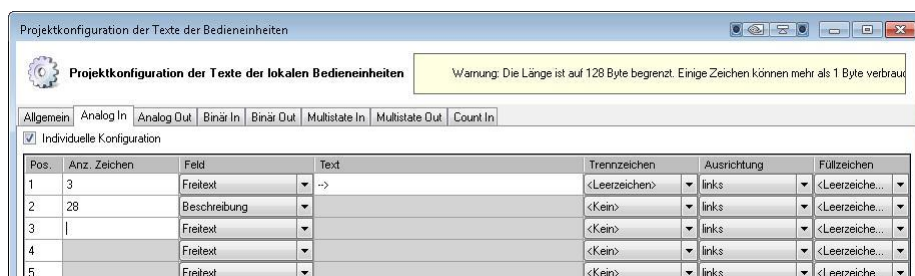 Projektkonfiguration der Texte der Bedieneinheiten
Projektkonfiguration der Texte der lokalen Bedieneinheiten
Warnung: Die Länge ist auf 128 Byte begrenzt. Einige Zeichen können mehr als 1 Byte verbrauc
Allgemein Analog In Analog Out Binär In Binär Out Multistate In Multistate Out Count In
Individuelle Konfiguration
Pos. Anz. Zeichen Feld Text Trennzeichen Ausrichtung Füllzeichen
1 3 Freitext --> <Leerzeichen> links <Leerzeiche...
2 28 Beschreibung <Kein> links <Leerzeiche...
3 Freitext <Kein> links <Leerzeiche...
4 Freitext <Kein> links <Leerzeiche...
5 Freitext <Kein> links <Leerzeiche...